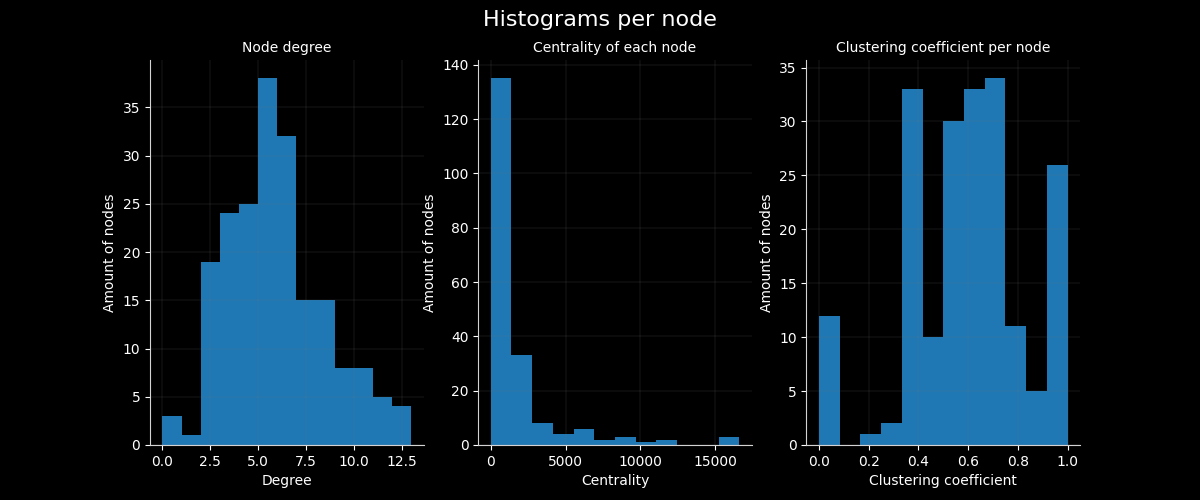 Histograms per node
Node degree
Amount of nodes
35
30
25
20
15
10
5
0
0.0 2.5 5.0 7.5 10.0 12.5
Degree
Centrality of each node
Amount of nodes
140
120
100
80
60
40
20
0
0 5000 10000 15000
Centrality
Clustering coefficient per node
Amount of nodes
35
30
25
20
15
10
5
0
0.0 0.2 0.4 0.6 0.8 1.0
Clustering coefficient